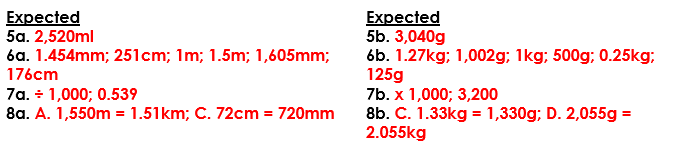 Expected
5a. 2,520ml
6a. 1.454mm; 251cm; 1m; 1.5m; 1,605mm;
176cm
7a. ÷ 1,000; 0.539
8a. A. 1,550m = 1.51km; C. 72cm = 720mm
Expected
5b. 3,040g
6b. 1.27kg; 1,002g; 1kg; 500g; 0.25kg;
125g
7b. x 1,000; 3,200
8b. C. 1.33kg = 1,330g; D. 2,055g =
2.055kg